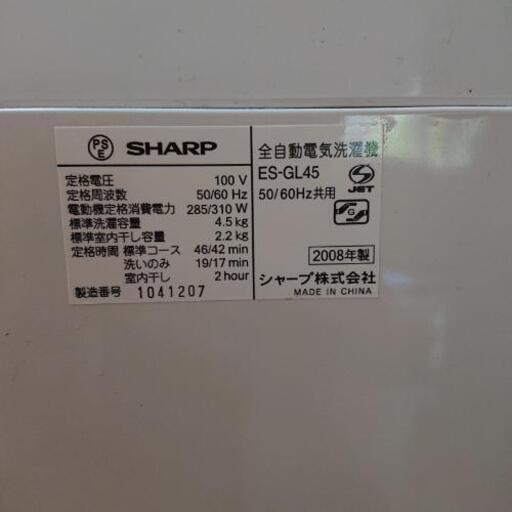 PS
E
SHARP
定格電圧 100 V
定格周波数 50/60 Hz
電動機定格消費電力 285/310 W
標準洗濯容量 4.5 kg
標準室内干し容量 2.2 kg
定格時間 標準コース 46/42 min
洗いのみ 19/17 min
室内干し 2 hour
製造番号 1041207
全自動電気洗濯機
ES-GL45
50/60Hz共用
JET
2008年製
シャープ株式会社
MADE IN CHINA